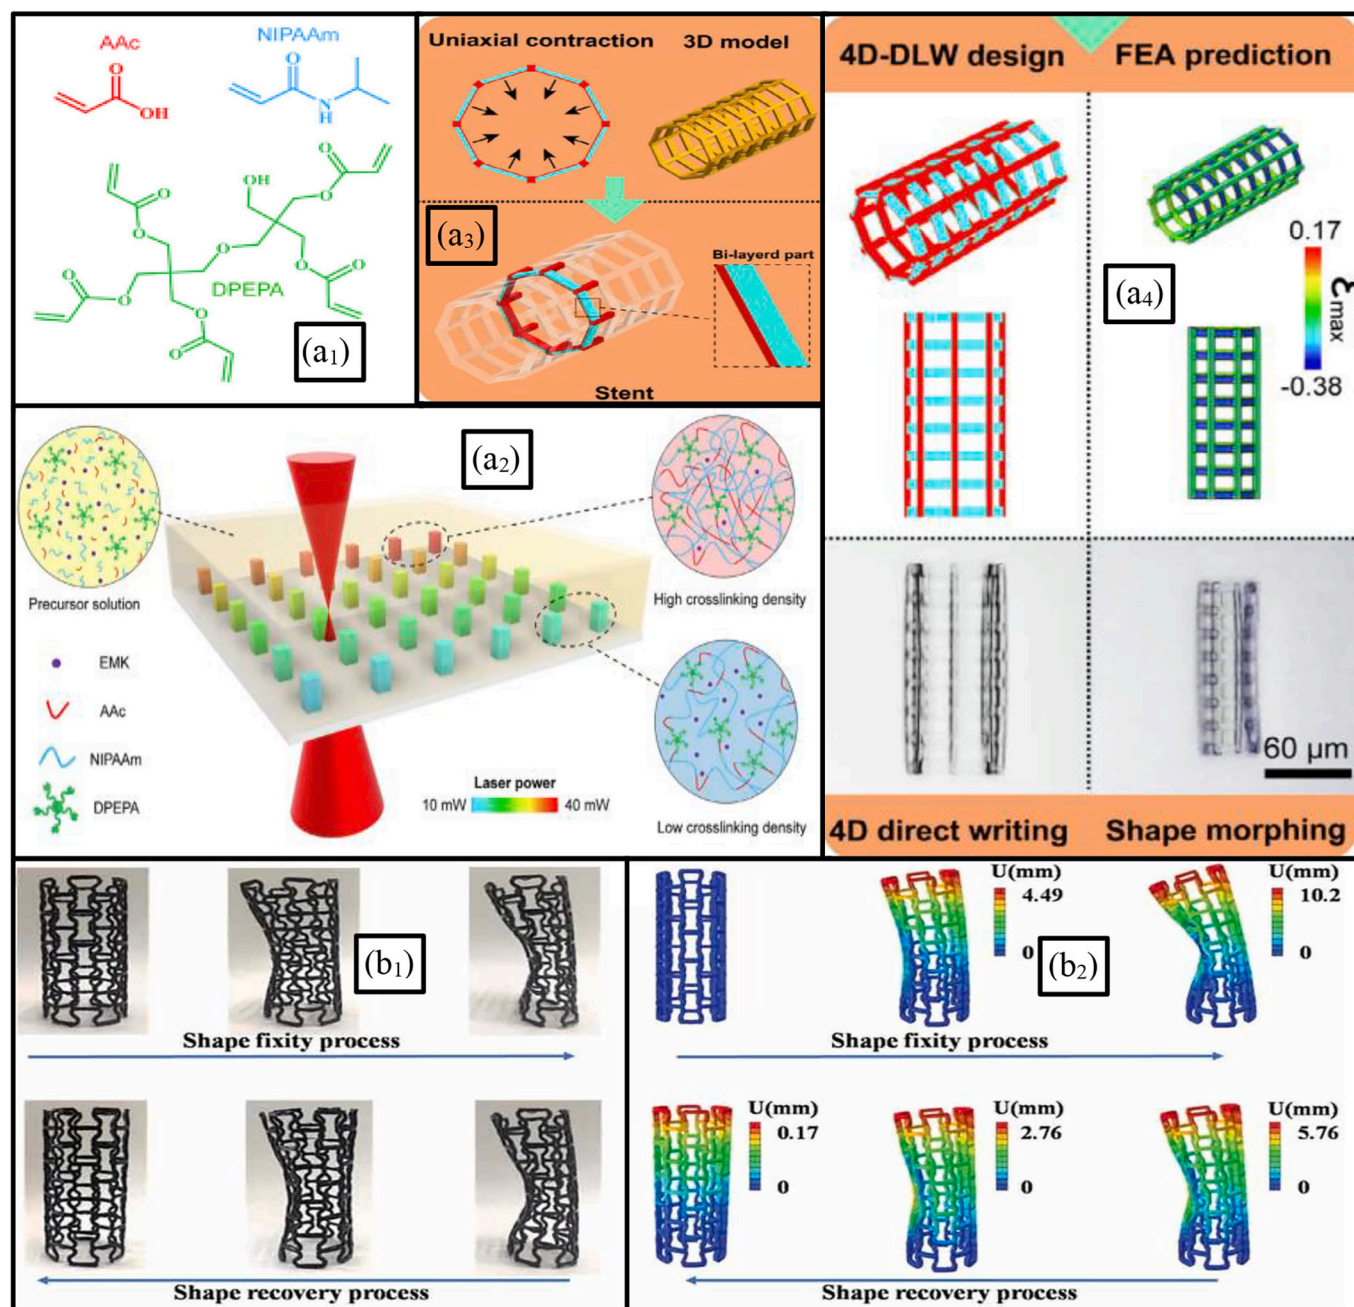 AAc
O
OH
NIPAAm
O
N
H
O
O
OH
O
O
O
O
O
O
O
O
O
O
DPEPA
(a1)
Uniaxial contraction
3D model
(a3)
Bi-layerd part
Stent
4D-DLW design
FEA prediction
0.17
εmax
-0.38
(a4)
60 μm
4D direct writing
Shape morphing
(a2)
Precursor solution
High crosslinking density
EMK
AAc
NIPAAm
DPEPA
Laser power
10 mW
40 mW
Low crosslinking density
(b1)
Shape fixity process
Shape recovery process
U(mm)
4.49
0
U(mm)
10.2
0
(b2)
Shape fixity process
U(mm)
0.17
0
U(mm)
2.76
0
U(mm)
5.76
0
Shape recovery process